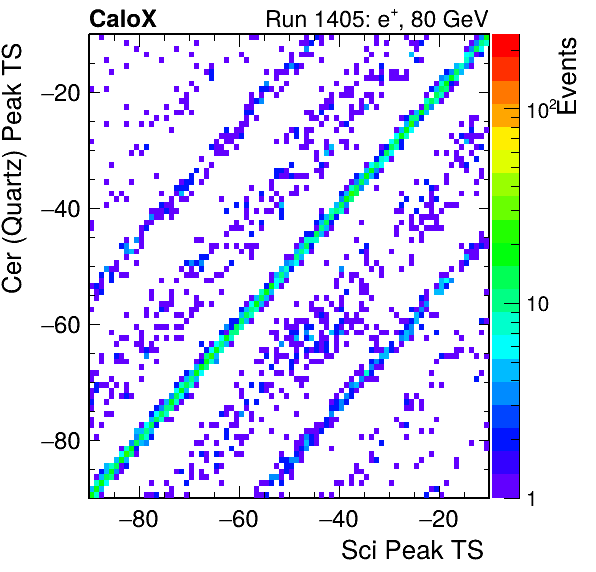 CaloX Run 1405: e⁺, 80 GeV
Cer (Quartz) Peak TS
−20
−40
−60
−80
−80 −60 −40 −20
Sci Peak TS
Events
10²
10
1